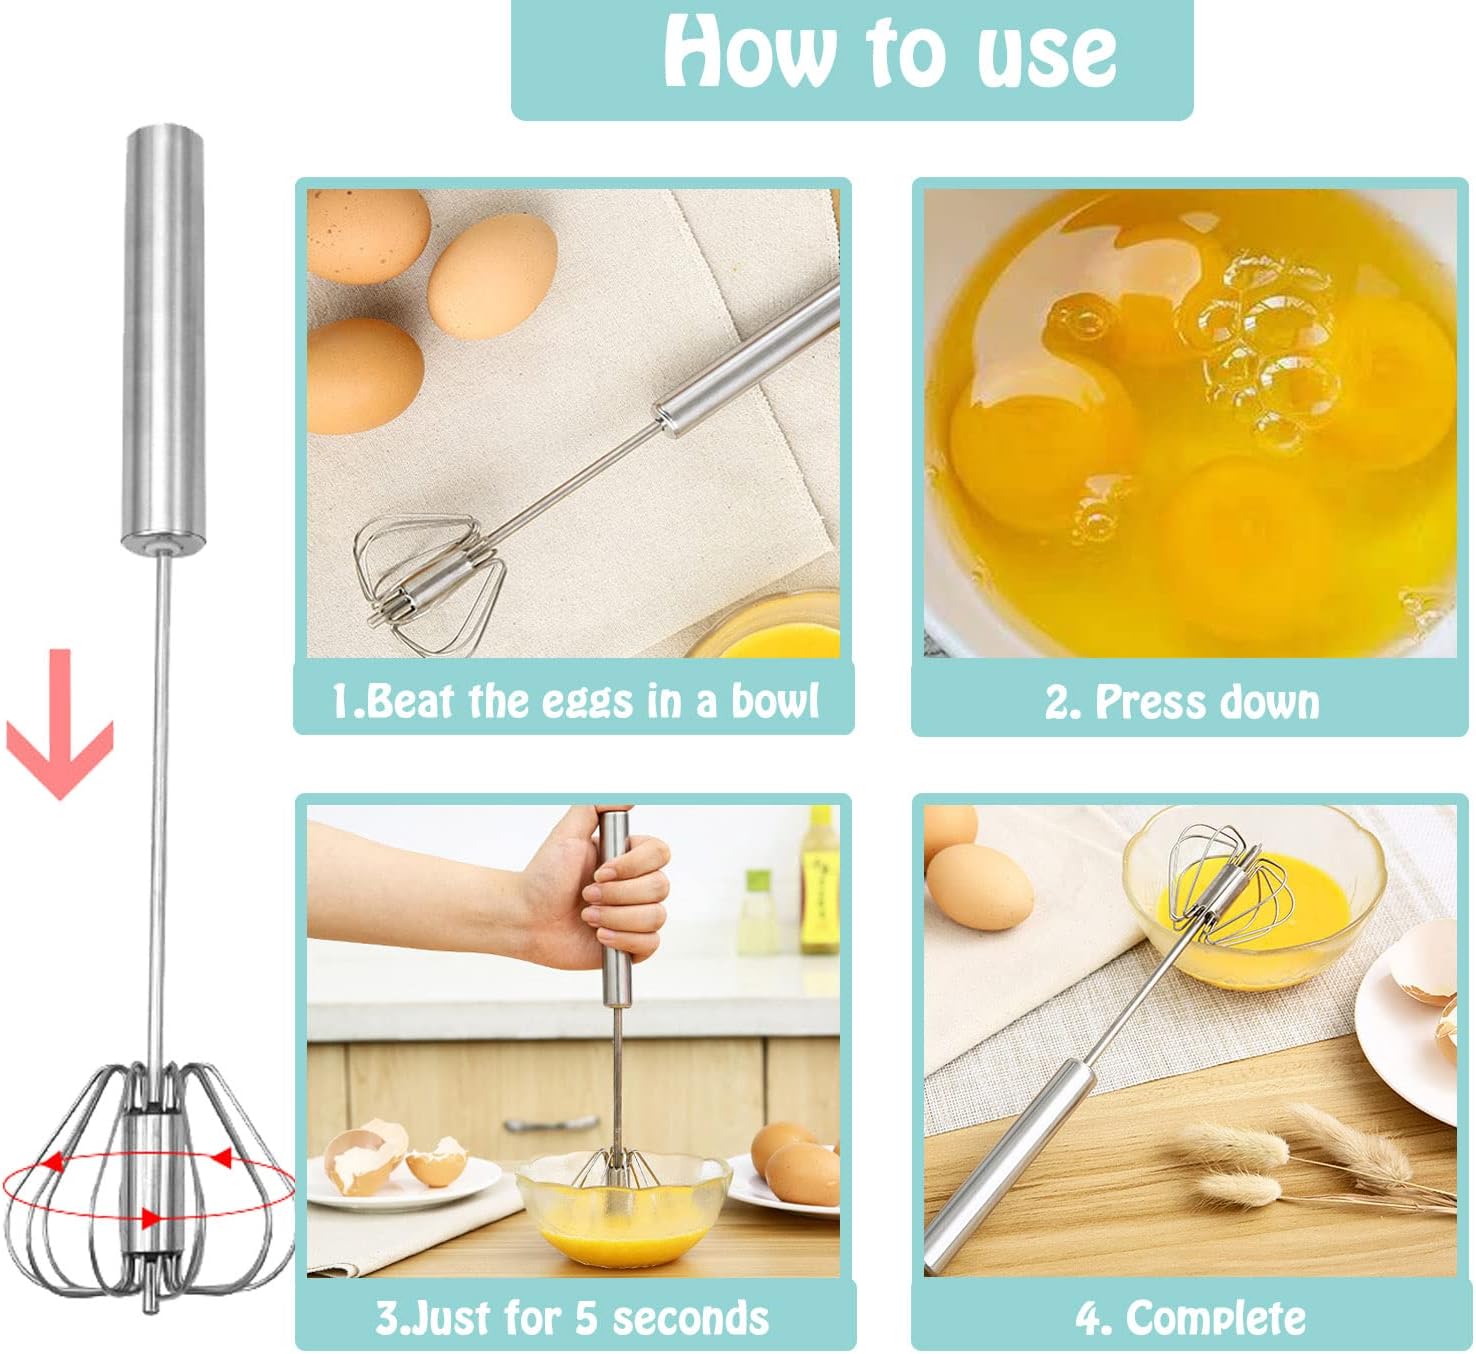 How to use
1.Beat the eggs in a bowl
2. Press down
3.Just for 5 seconds
4. Complete